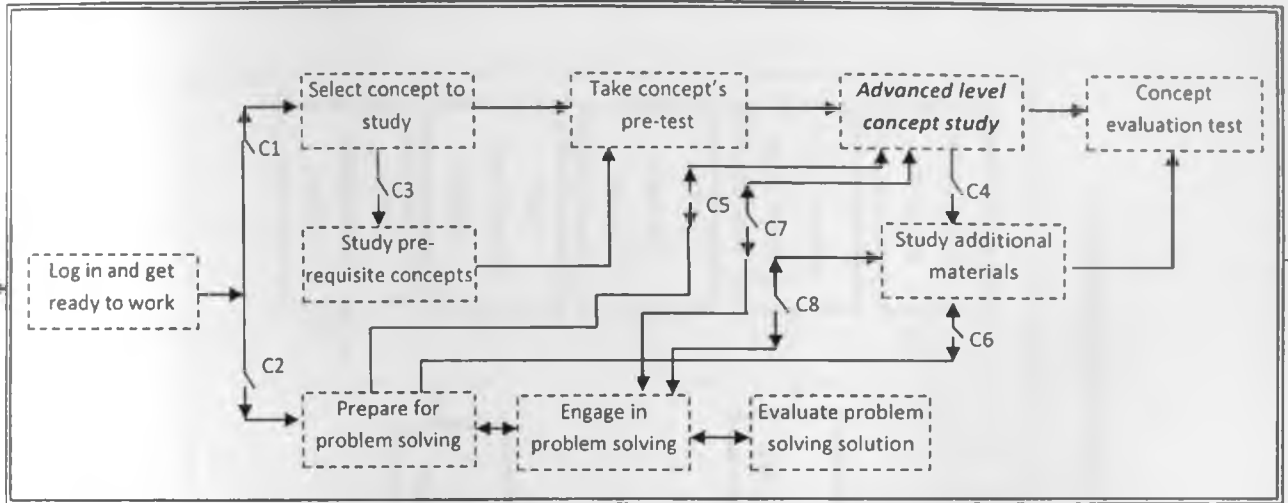 Select concept to
study
Take concept's
pre-test
Advanced level
concept study
Concept
evaluation test
C1
C3
C5
C7
C4
Study pre-
requisite concepts
Study additional
materials
Log in and get
ready to work
C8
C6
C2
Prepare for
problem solving
Engage in
problem solving
Evaluate problem
solving solution